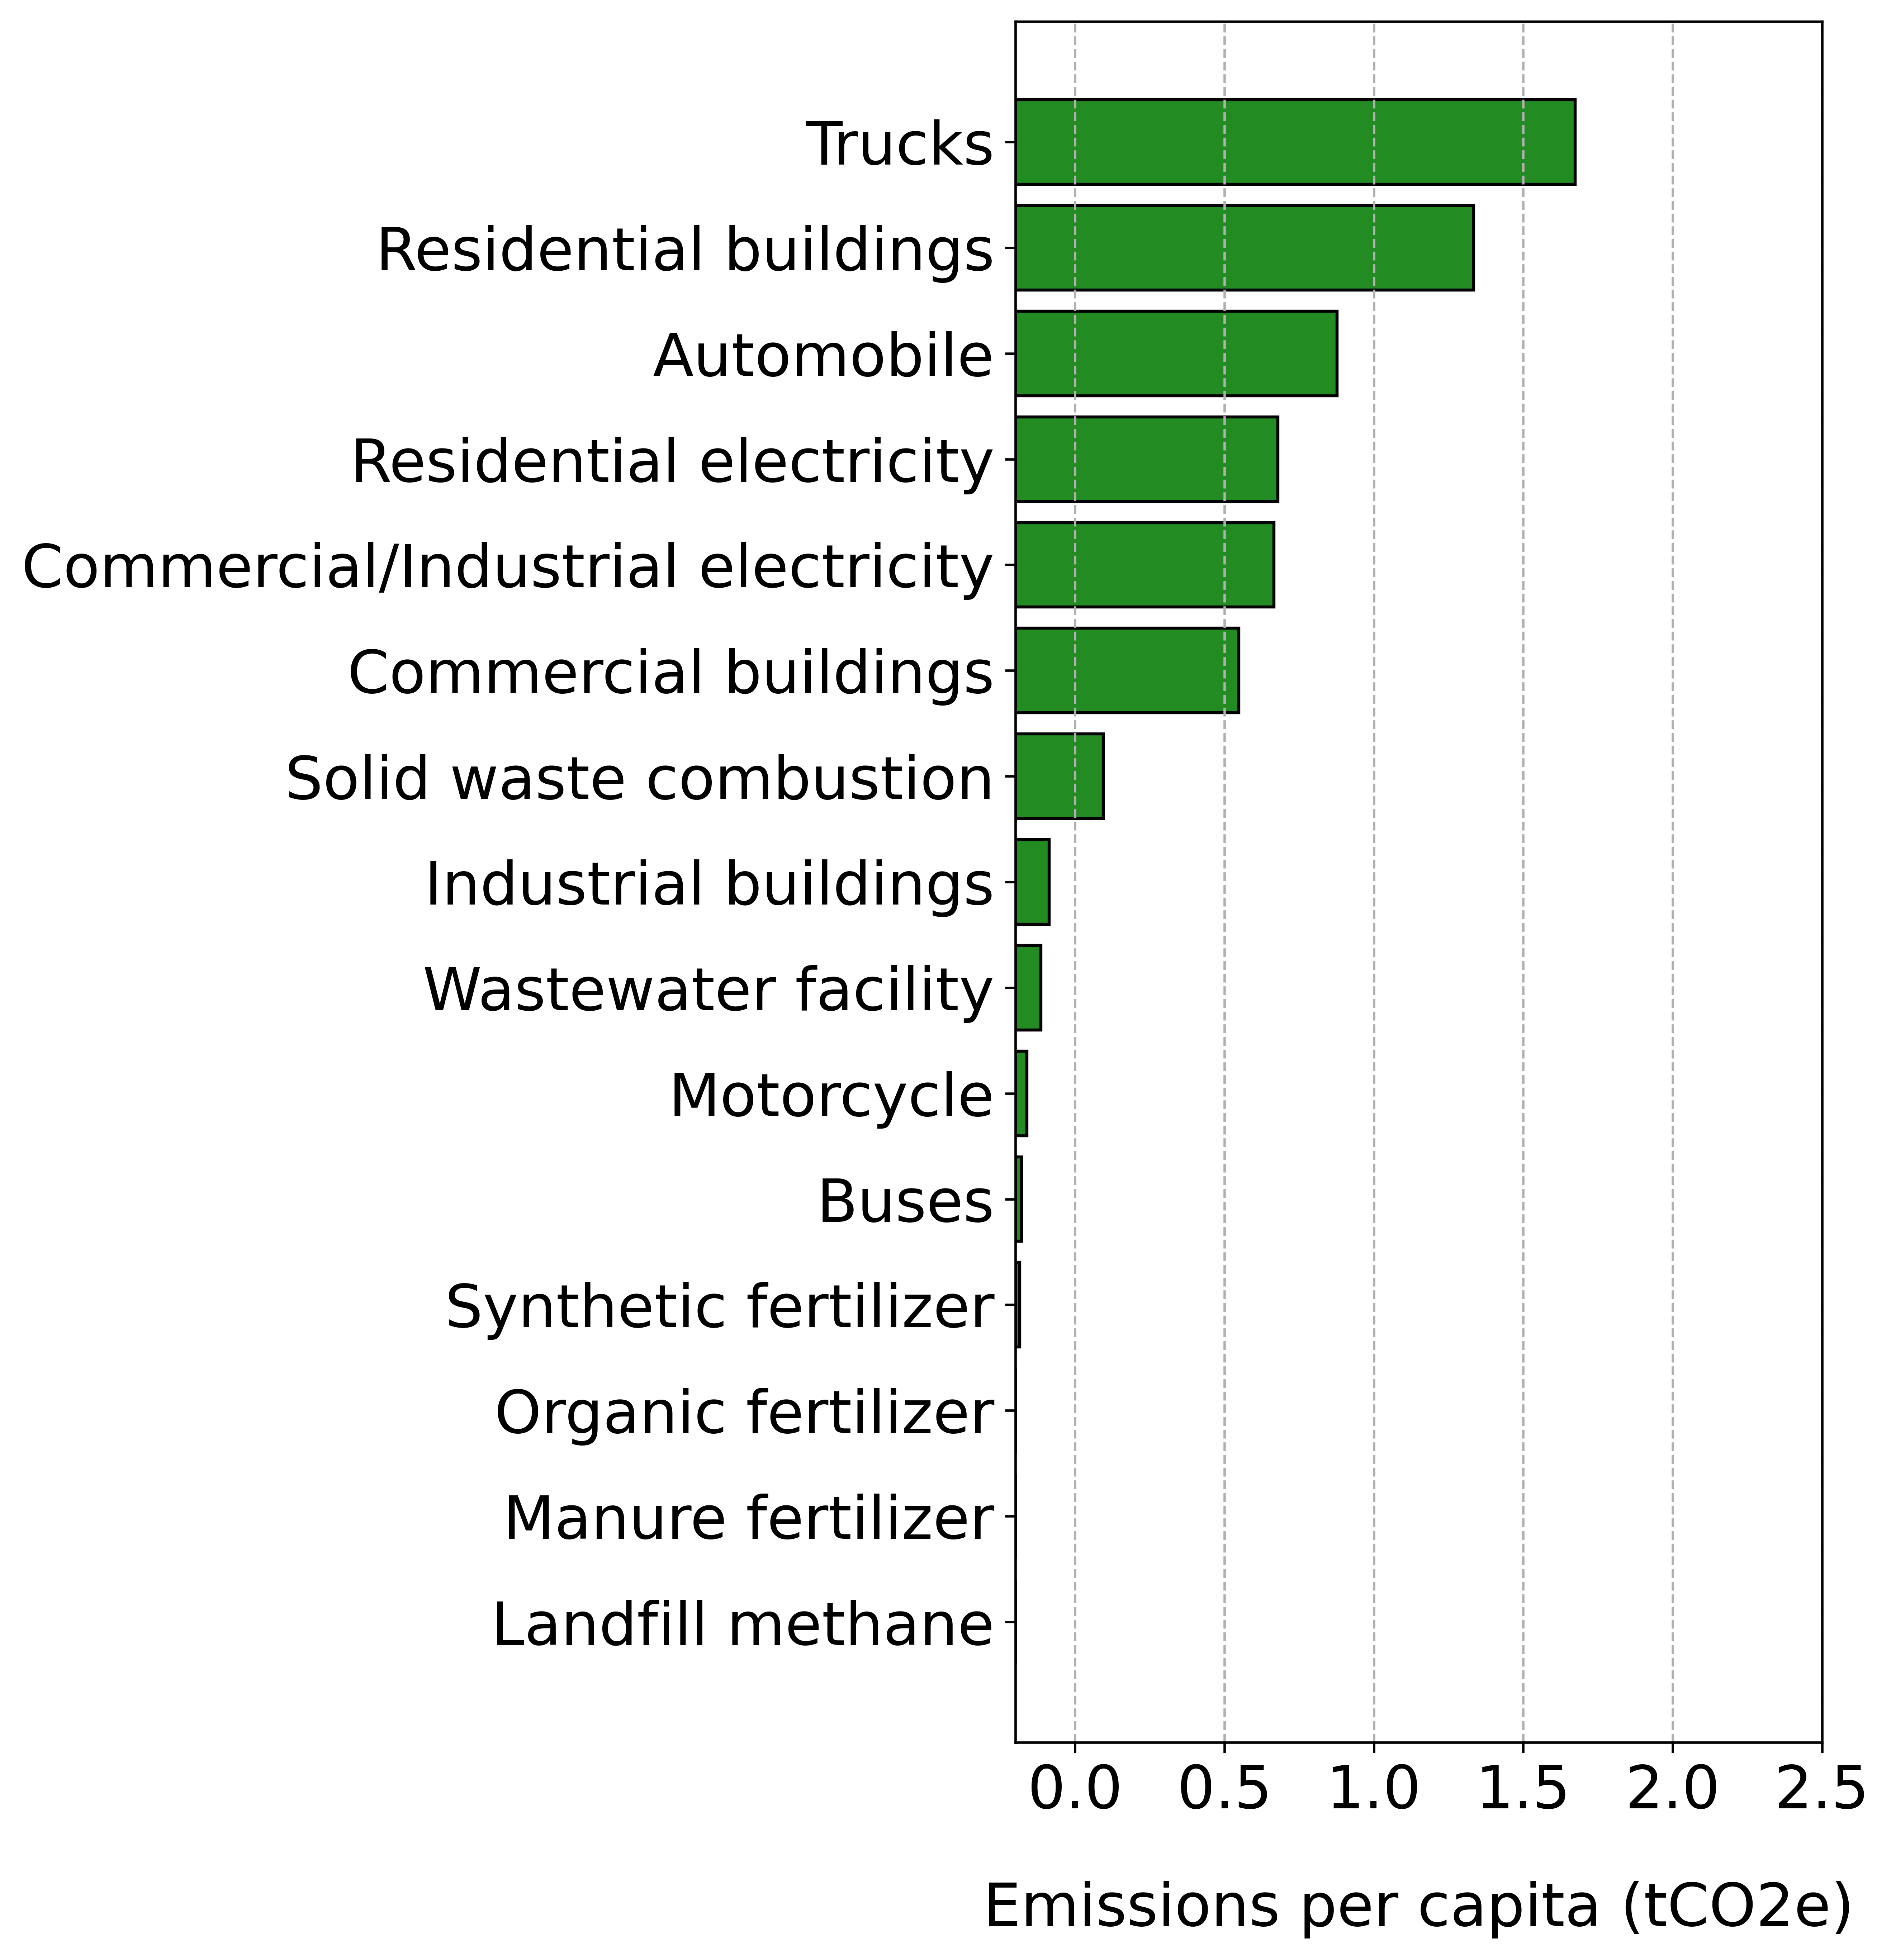 Trucks
Residential buildings
Automobile
Residential electricity
Commercial/Industrial electricity
Commercial buildings
Solid waste combustion
Industrial buildings
Wastewater facility
Motorcycle
Buses
Synthetic fertilizer
Organic fertilizer
Manure fertilizer
Landfill methane
0.0 0.5 1.0 1.5 2.0 2.5
Emissions per capita (tCO2e)